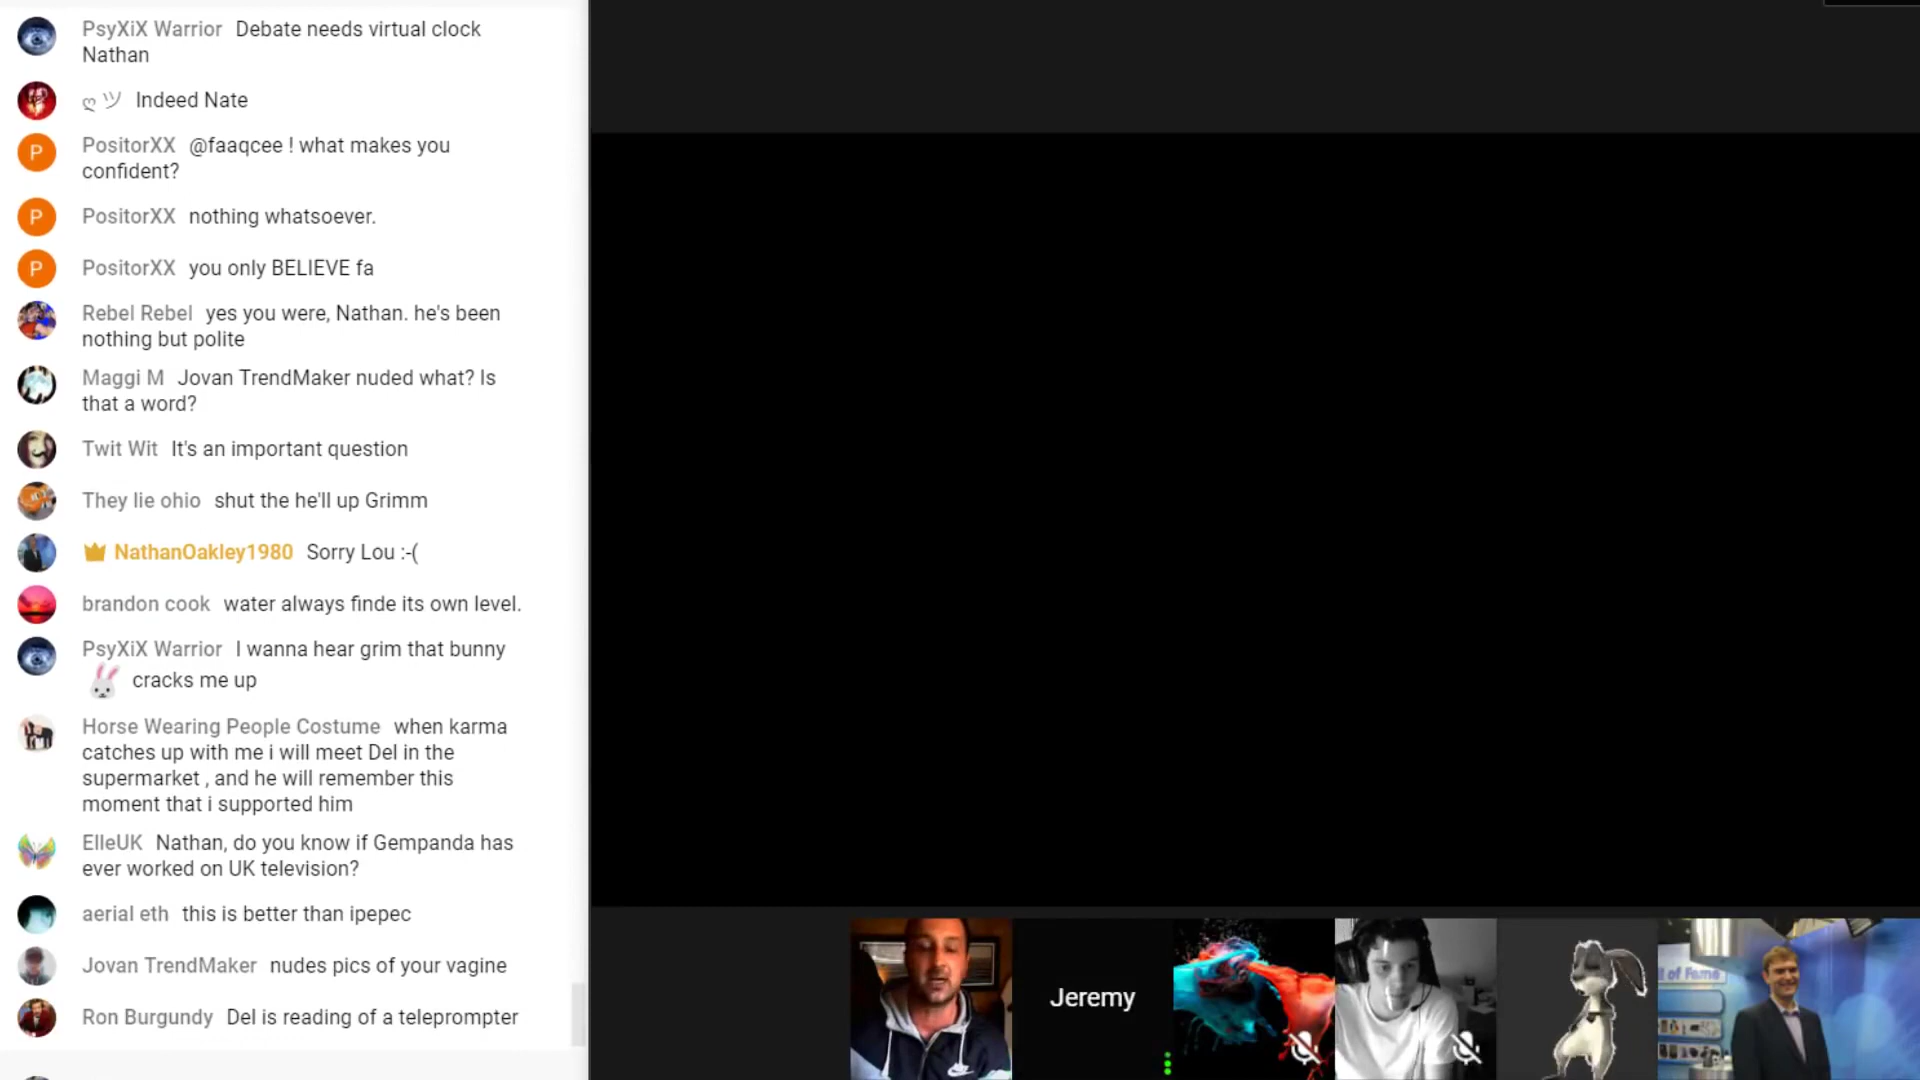 PsyXiX Warrior Debate needs virtual clock
Nathan
ღ ツ Indeed Nate
P PositorXX @faaqcee ! what makes you
confident?
P PositorXX nothing whatsoever.
P PositorXX you only BELIEVE fa
Rebel Rebel yes you were, Nathan. he's been
nothing but polite
Maggi M Jovan TrendMaker nuded what? Is
that a word?
Twit Wit It's an important question
They lie ohio shut the he'll up Grimm
NathanOakley1980 Sorry Lou :-(
brandon cook water always finde its own level.
PsyXiX Warrior I wanna hear grim that bunny
cracks me up
Horse Wearing People Costume when karma
catches up with me i will meet Del in the
supermarket , and he will remember this
moment that i supported him
ElleUK Nathan, do you know if Gempanda has
ever worked on UK television?
aerial eth this is better than ipepec
Jovan TrendMaker nudes pics of your vagine
Ron Burgundy Del is reading of a teleprompter
Jeremy
l of Fame